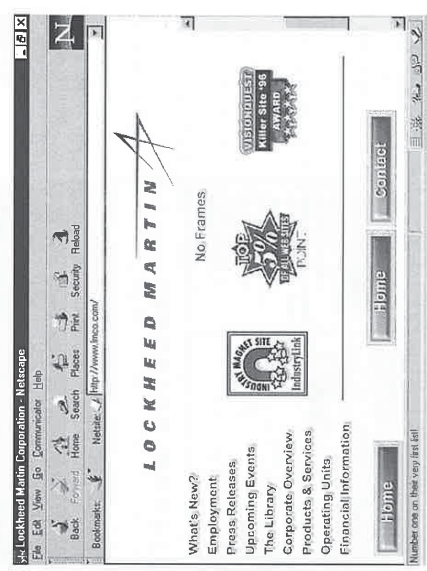 Lockheed Martin Corporation - Netscape
File Edit View Go Communicator Help
Back Forward Home Search Places Print Security Reload
Bookmarks Netsite: http://www.lmco.com/
LOCKHEED MARTIN
No Frames
What's New?
Employment
Press Releases
Upcoming Events
The Library
Corporate Overview
Products & Services
Operating Units
Financial Information
INDUSTRY MAGNET SITE
IndustryLink
TOP
5%
OF ALL WEB SITES
POINT
VISIONQUEST
Killer Site '96
AWARD
Home
Home
Contact
Number one on their very first list!